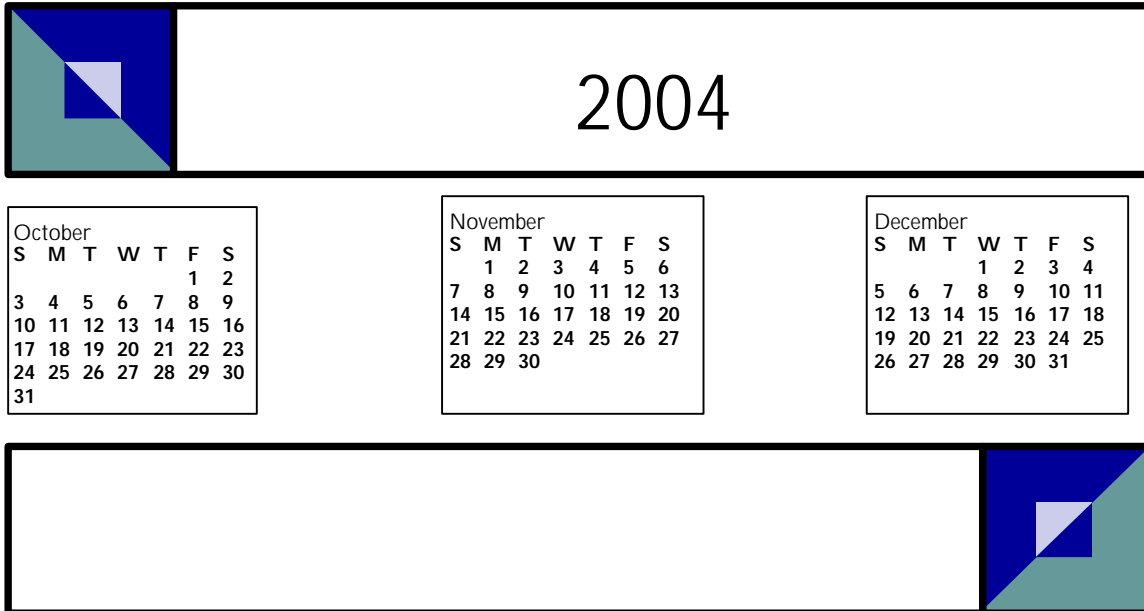 2004
October
S M T W T F S
1 2
3 4 5 6 7 8 9
10 11 12 13 14 15 16
17 18 19 20 21 22 23
24 25 26 27 28 29 30
31
November
S M T W T F S
1 2 3 4 5 6
7 8 9 10 11 12 13
14 15 16 17 18 19 20
21 22 23 24 25 26 27
28 29 30
December
S M T W T F S
1 2 3 4
5 6 7 8 9 10 11
12 13 14 15 16 17 18
19 20 21 22 23 24 25
26 27 28 29 30 31